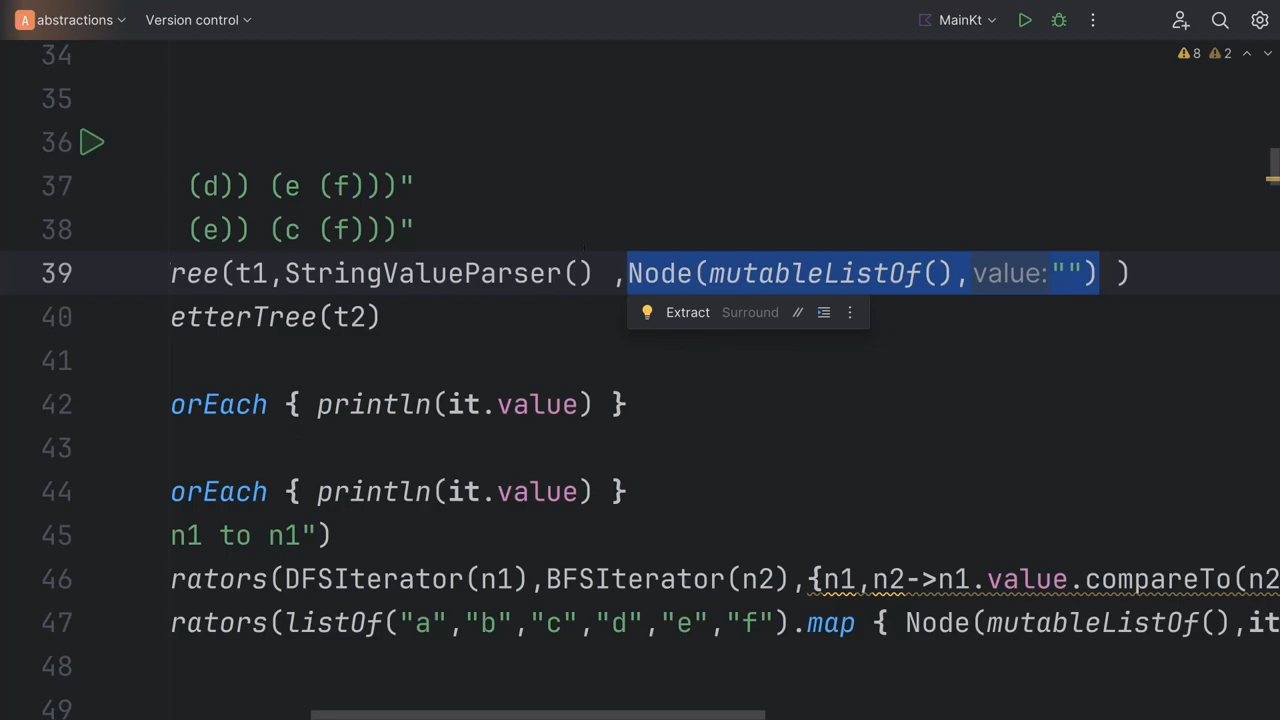 A abstractions Version control MainKt
34 8 2
35
36
37 (d)) (e (f)))"
38 (e)) (c (f)))"
39 Tree(t1,StringValueParser() ,Node(mutableListOf(), value: "") )
Extract Surround //
40 etterTree(t2)
41
42 orEach { println(it.value) }
43
44 orEach { println(it.value) }
45 n1 to n1")
46 rators(DFSIterator(n1),BFSIterator(n2),{n1,n2->n1.value.compareTo(n2
47 rators(listOf("a","b","c","d","e","f").map { Node(mutableListOf(),it
48
49